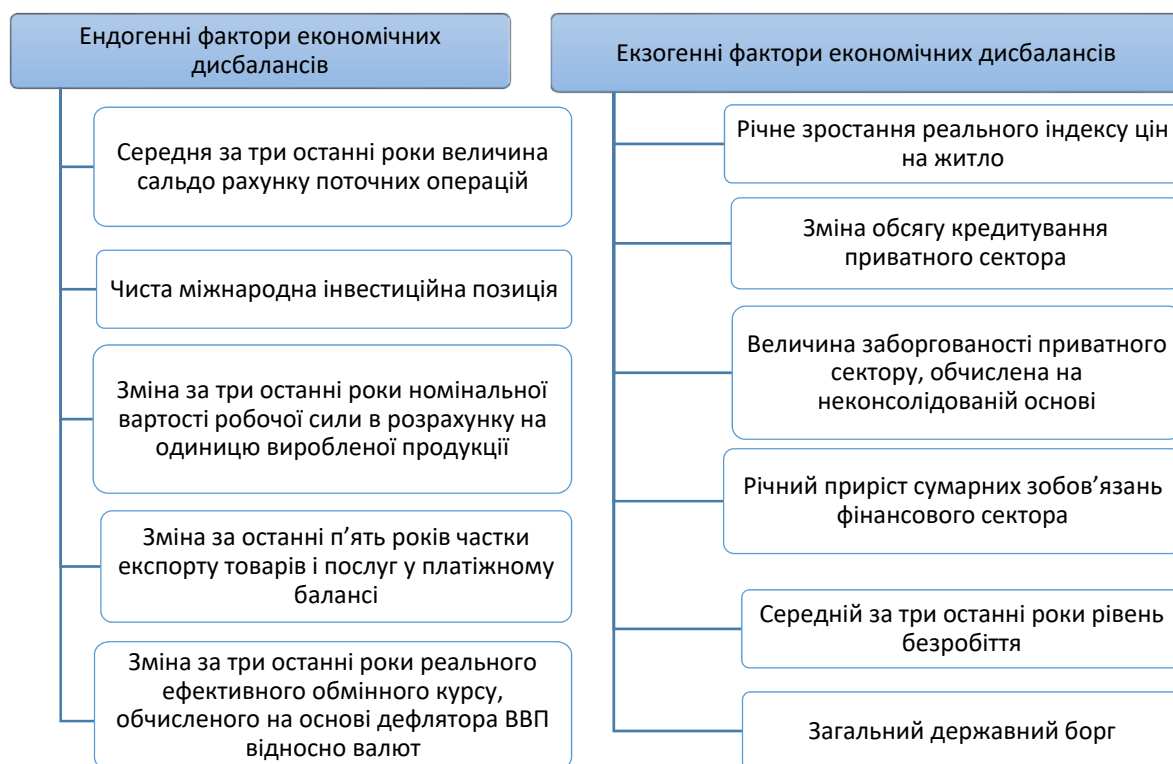 Ендогенні фактори економічних
дисбалансів
Середня за три останні роки величина
сальдо рахунку поточних операцій
Чиста міжнародна інвестиційна позиція
Зміна за три останні роки номінальної
вартості робочої сили в розрахунку на
одиницю виробленої продукції
Зміна за останні п’ять років частки
експорту товарів і послуг у платіжному
балансі
Зміна за три останні роки реального
ефективного обмінного курсу,
обчисленого на основі дефлятора ВВП
відносно валют
Екзогенні фактори економічних дисбалансів
Річне зростання реального індексу цін
на житло
Зміна обсягу кредитування
приватного сектора
Величина заборгованості приватного
сектору, обчислена на
неконсолідованій основі
Річний приріст сумарних зобов’язань
фінансового сектора
Середній за три останні роки рівень
безробіття
Загальний державний борг